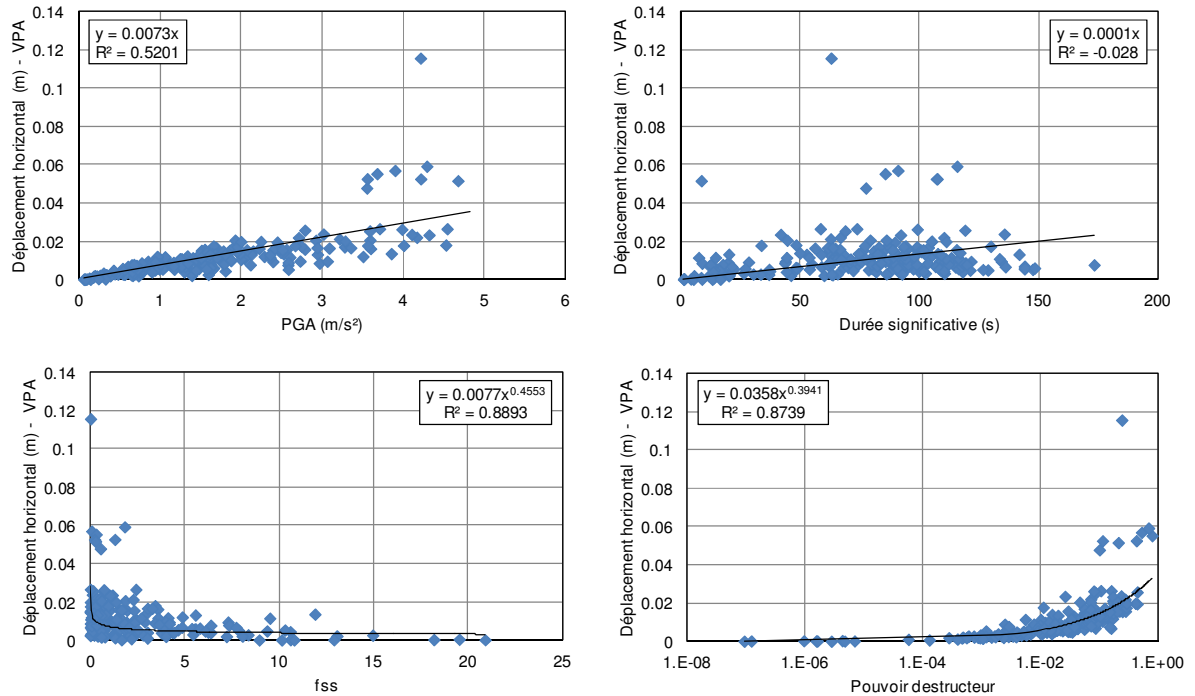 0.14
0.12
0.1
0.08
0.06
0.04
0.02
0
Déplacement horizontal (m) - VPA
y = 0.0073x
R² = 0.5201
0 1 2 3 4 5 6
PGA (m/s²)
0.14
0.12
0.1
0.08
0.06
0.04
0.02
0
Déplacement horizontal (m) - VPA
y = 0.0001x
R² = -0.028
0 50 100 150 200
Durée significative (s)
0.14
0.12
0.1
0.08
0.06
0.04
0.02
0
Déplacement horizontal (m) - VPA
y = 0.0077x^0.4553
R² = 0.8893
0 5 10 15 20 25
fss
0.14
0.12
0.1
0.08
0.06
0.04
0.02
0
Déplacement horizontal (m) - VPA
y = 0.0358x^0.3941
R² = 0.8739
1.E-08 1.E-06 1.E-04 1.E-02 1.E+00
Pouvoir destructeur